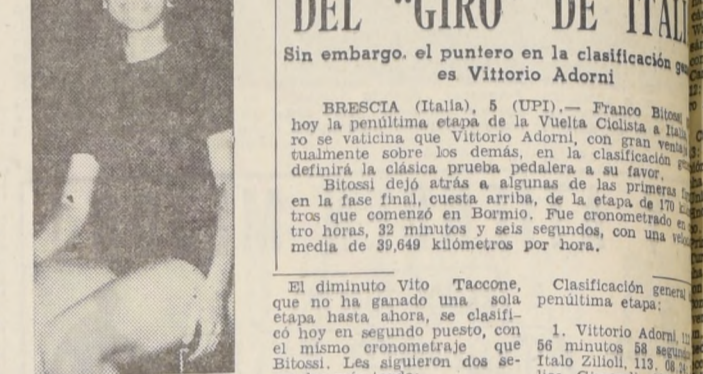 DEL "GIRO" DE ITALI
Sin embargo, el puntero en la clasificación
es Vittorio Adorni
BRESCIA (Italia), 5 (UPI).— Franco Bitossi
hoy la penúltima etapa de la Vuelta Ciclista a Italia
ro se vaticina que Vittorio Adorni, con gran venta
tualmente sobre los demás, en la clasificación
definirá la clásica prueba pedalera a su favor.
Bitossi dejó atrás a algunas de las primeras
en la fase final, cuesta arriba, de la etapa de 170
tros que comenzó en Bormio. Fue cronometrado en
tro horas, 32 minutos y seis segundos, con una
media de 39,649 kilómetros por hora.
El diminuto Vito Taccone,
que no ha ganado una sola
etapa hasta ahora, se clasifi-
có hoy en segundo puesto, con
el mismo cronometraje que
Bitossi. Les siguieron dos se-
Clasificación general
penúltima etapa:
1. Vittorio Adorni,
56 minutos 58
Italo Zilioli, 113.